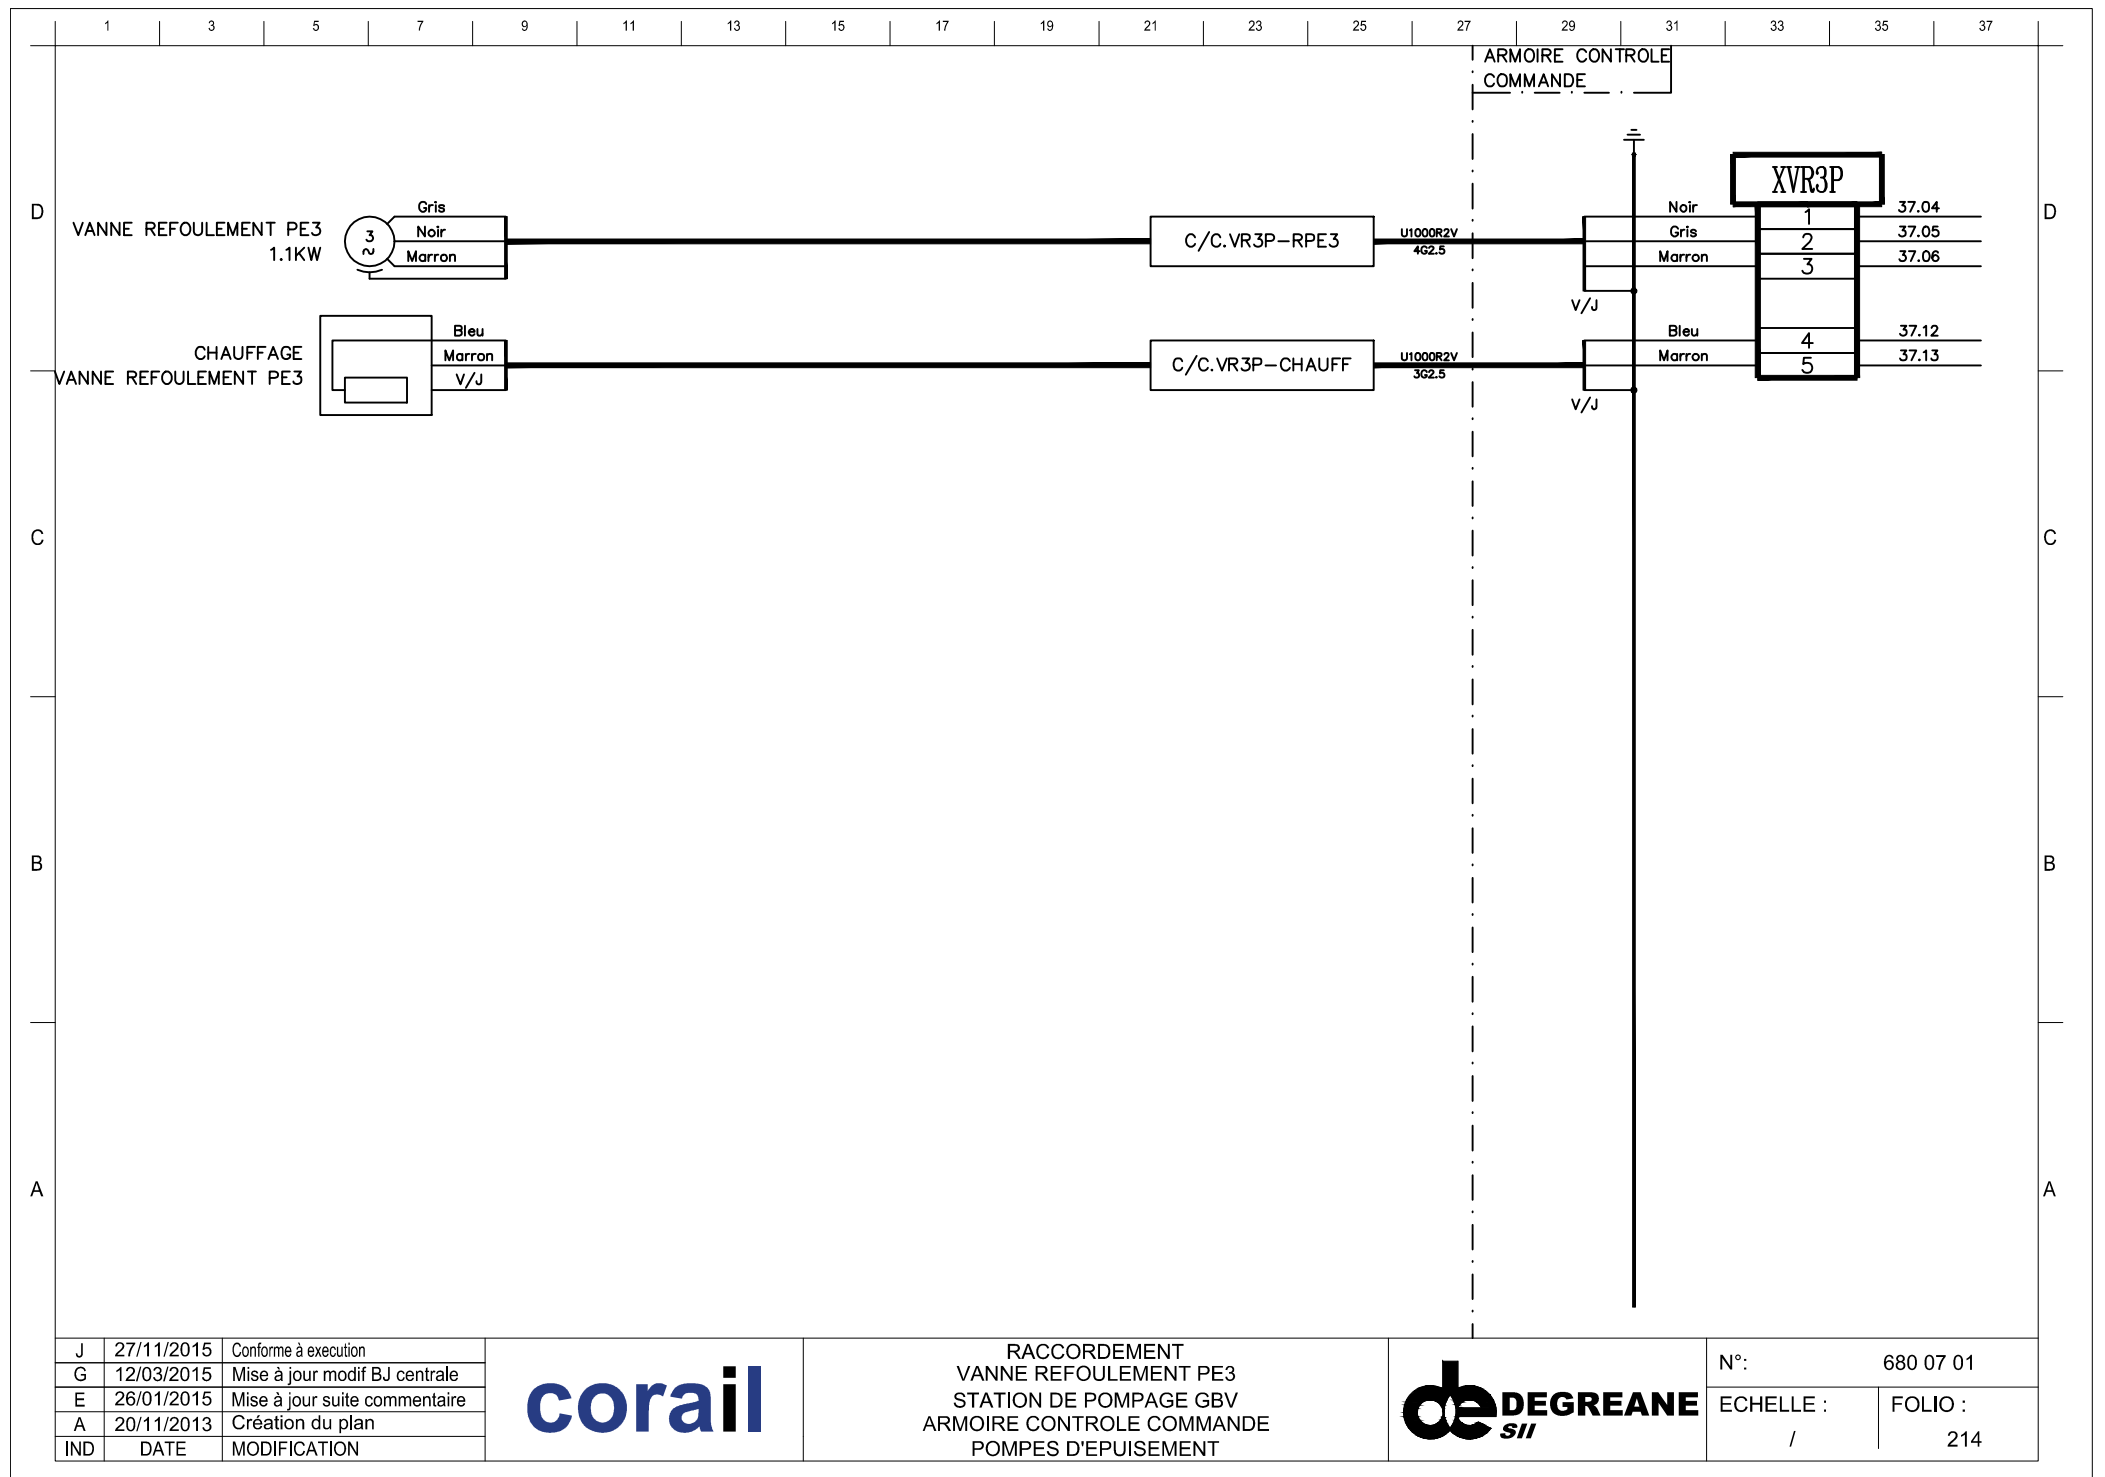 1 3 5 7 9 11 13 15 17 19 21 23 25 27 29 31 33 35 37
ARMOIRE CONTROLE
COMMANDE
XVR3P
D
D
VANNE REFOULEMENT PE3
1.1KW
3
~
Gris
Noir
Marron
C/C.VR3P-RPE3
U1000R2V
4G2.5
Noir
Gris
Marron
V/J
1
2
3
37.04
37.05
37.06
CHAUFFAGE
VANNE REFOULEMENT PE3
Bleu
Marron
V/J
C/C.VR3P-CHAUFF
U1000R2V
3G2.5
Bleu
Marron
V/J
4
5
37.12
37.13
C
C
B
B
A
A
J 27/11/2015 Conforme à execution
G 12/03/2015 Mise à jour modif BJ centrale
E 26/01/2015 Mise à jour suite commentaire
A 20/11/2013 Création du plan
IND DATE MODIFICATION
corail
RACCORDEMENT
VANNE REFOULEMENT PE3
STATION DE POMPAGE GBV
ARMOIRE CONTROLE COMMANDE
POMPES D'EPUISEMENT
de DEGREANE
SII
N°: 680 07 01
ECHELLE :
/
FOLIO :
214